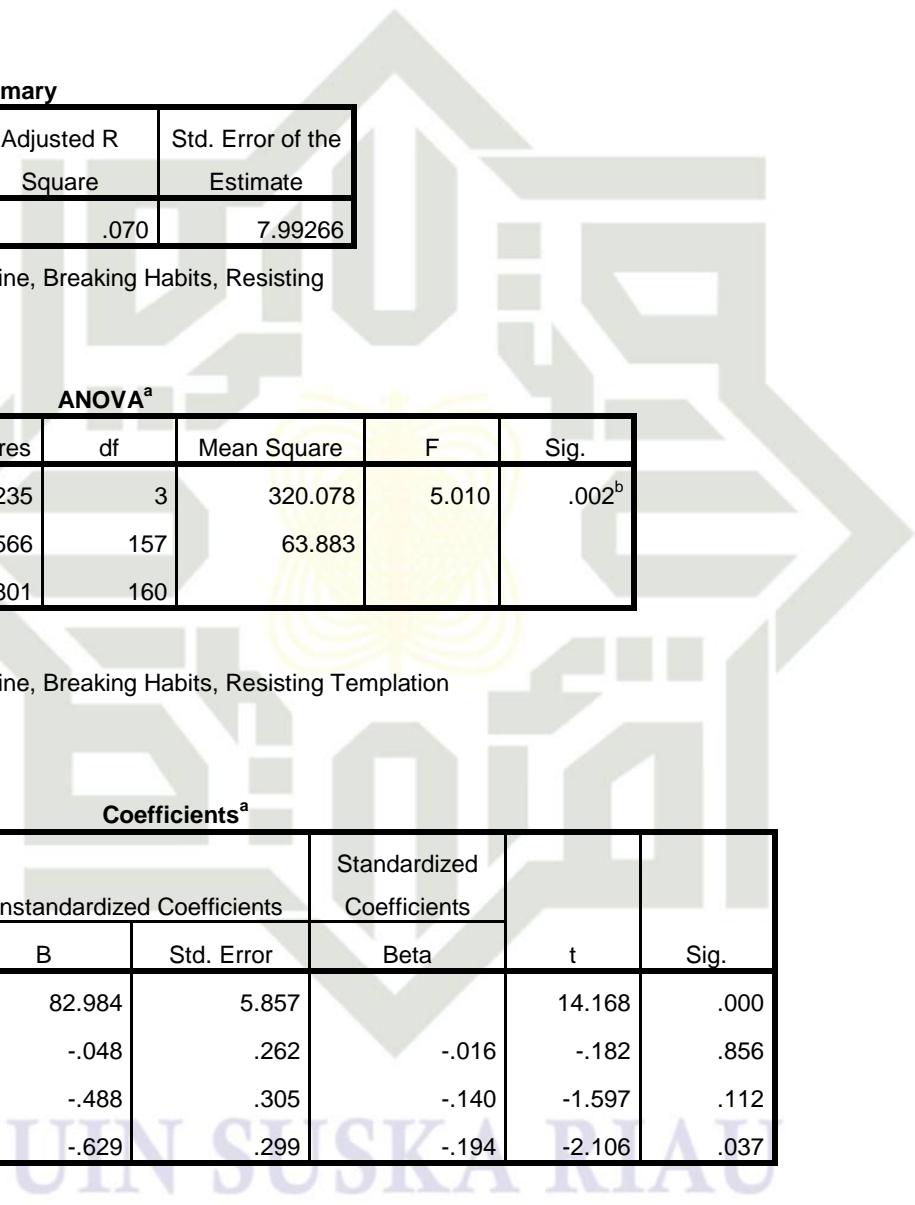 mary
Adjusted R
Square
Std. Error of the
Estimate
.070 7.99266
ine, Breaking Habits, Resisting
ANOVAa
res df Mean Square F Sig.
235 3 320.078 5.010 .002b
566 157 63.883
801 160
ine, Breaking Habits, Resisting Templation
Coefficientsa
nstandardized Coefficients
Standardized
Coefficients
B Std. Error Beta t Sig.
82.984 5.857 14.168 .000
-.048 .262 -.016 -.182 .856
-.488 .305 -.140 -1.597 .112
-.629 .299 -.194 -2.106 .037
UIN SUSKA RIAU